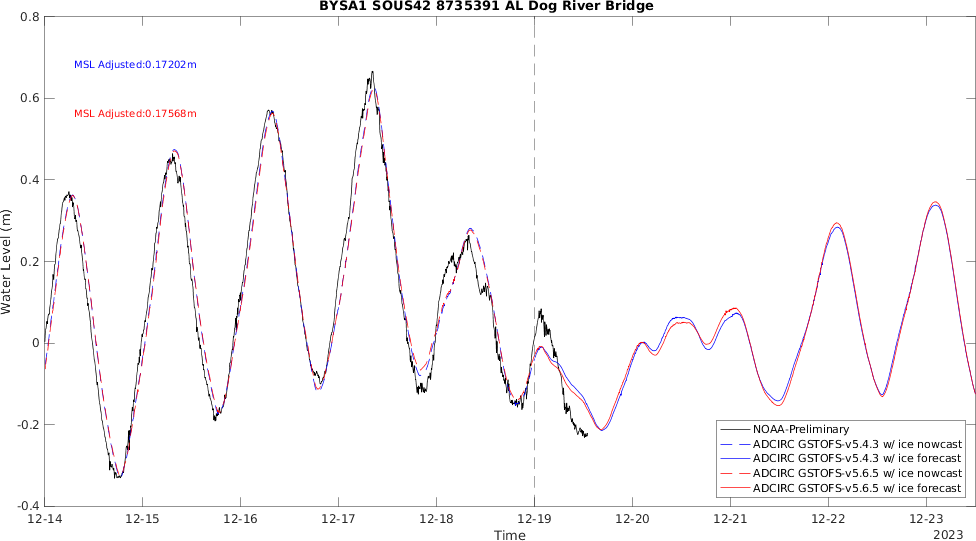 BYSA1 SOUS42 8735391 AL Dog River Bridge
MSL Adjusted:0.17202m
MSL Adjusted:0.17568m
Water Level (m)
0.8
0.6
0.4
0.2
0
-0.2
-0.4
NOAA-Preliminary
ADCIRC GSTOFS-v5.4.3 w/ ice nowcast
ADCIRC GSTOFS-v5.4.3 w/ ice forecast
ADCIRC GSTOFS-v5.6.5 w/ ice nowcast
ADCIRC GSTOFS-v5.6.5 w/ ice forecast
12-14 12-15 12-16 12-17 12-18 12-19 12-20 12-21 12-22 12-23
Time
2023